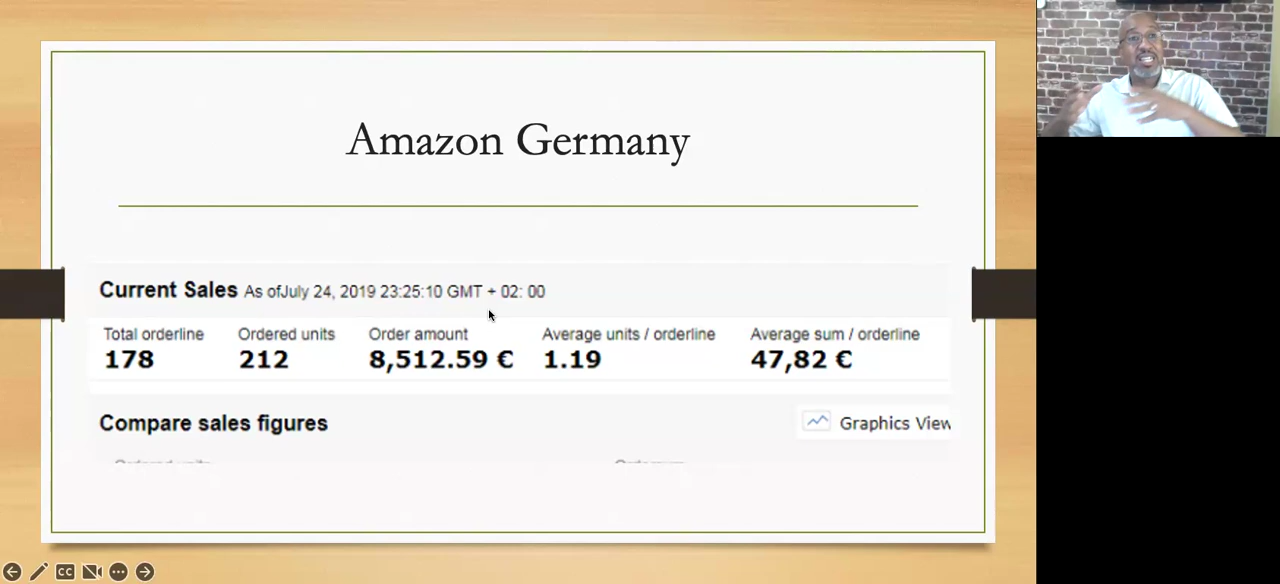 Amazon Germany
Current Sales As ofJuly 24, 2019 23:25:10 GMT + 02: 00
Total orderline Ordered units Order amount Average units / orderline Average sum / orderline
178 212 8,512.59 € 1.19 47,82 €
Compare sales figures Graphics View
CC